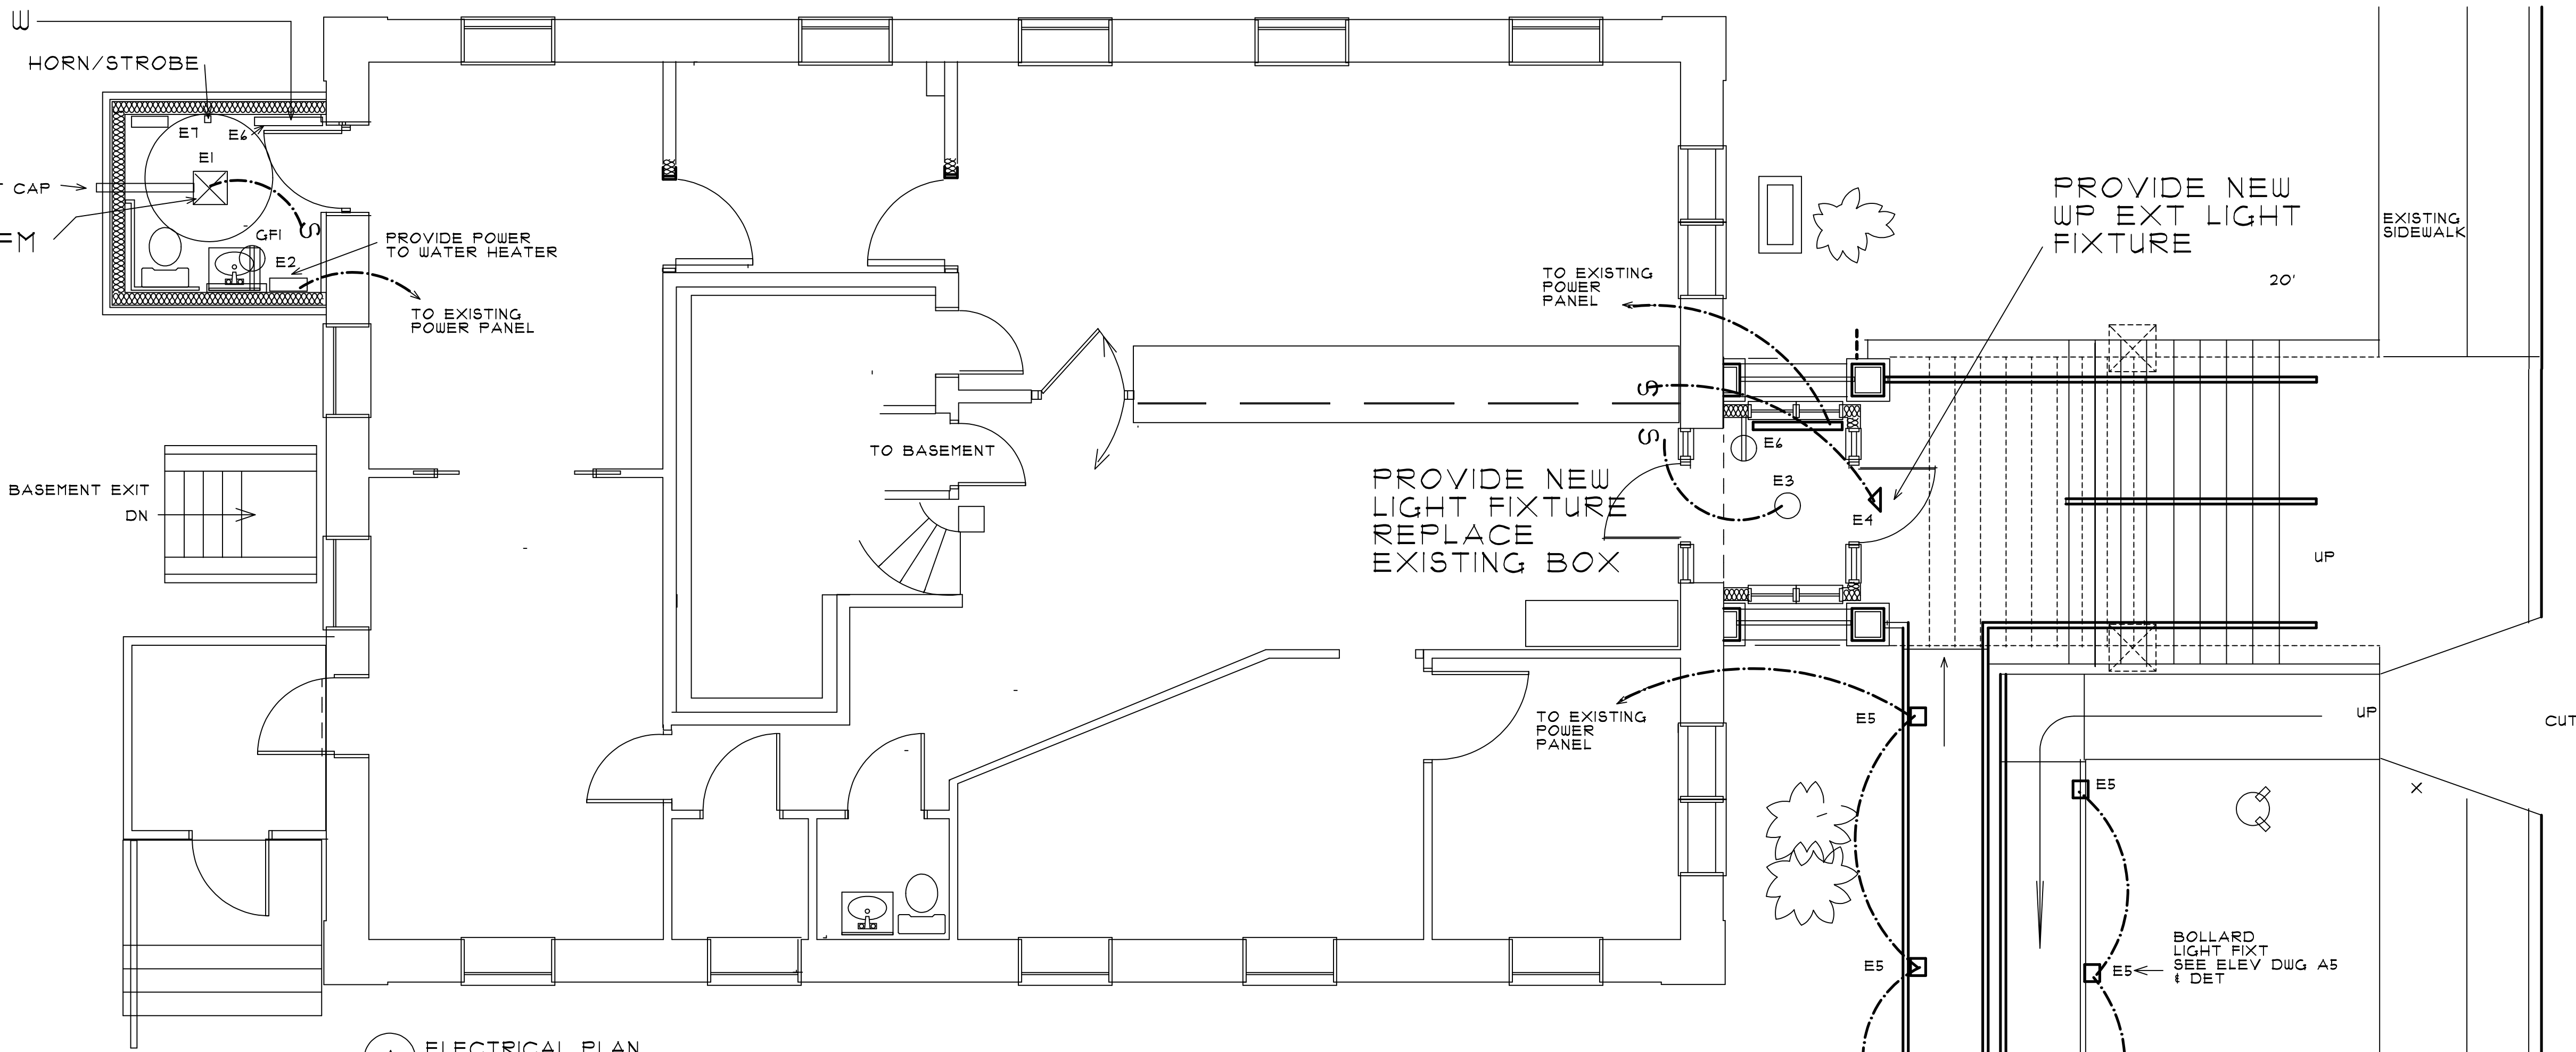 W
HORN/STROBE
E7
E6
E1
T CAP
FM
S
GFI
E2
PROVIDE POWER
TO WATER HEATER
TO EXISTING
POWER PANEL
BASEMENT EXIT
DN
TO BASEMENT
PROVIDE NEW
LIGHT FIXTURE
REPLACE
EXISTING BOX
TO EXISTING
POWER
PANEL
S
S
E6
E3
E4
PROVIDE NEW
WP EXT LIGHT
FIXTURE
EXISTING
SIDEWALK
20'
UP
TO EXISTING
POWER
PANEL
E5
UP
CUT
E5
X
E5
E5
BOLLARD
LIGHT FIXT
SEE ELEV DWG A5
& DET
ELECTRICAL PLAN